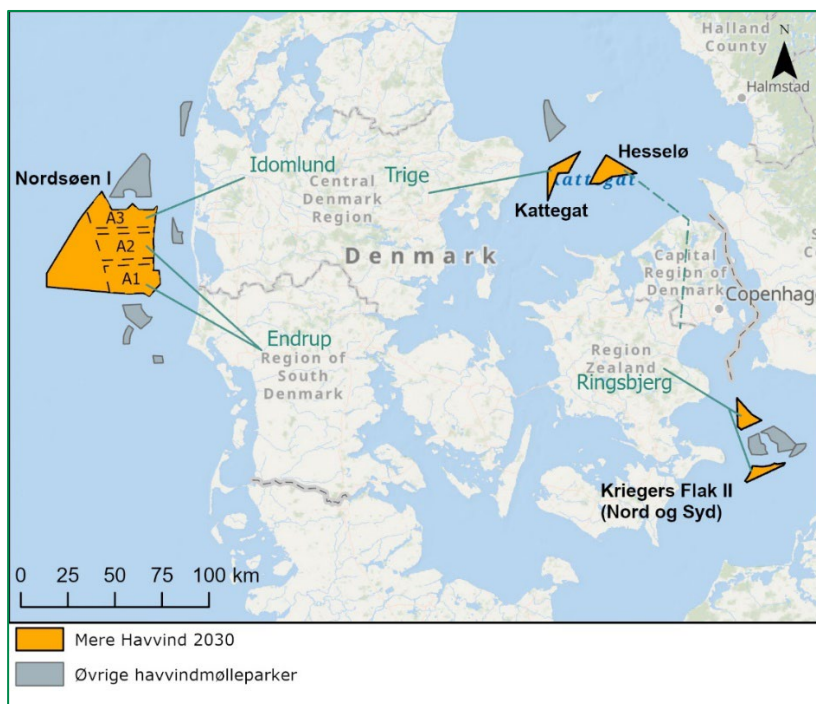 Halland
County
N
Halmstad
Nordsøen I
Idomlund
A3
A2
A1
Trige
Central
Denmark
Region
Hesselø
Kattegat
Kattegat
Denmark
Capital
Region of
Denmark
Copenhage
Endrup
Region of
South
Denmark
Region
Zealand
Ringsbjerg
Kriegers Flak II
(Nord og Syd)
0 25 50 100 km
Mere Havvind 2030
Øvrige havvindmølleparker